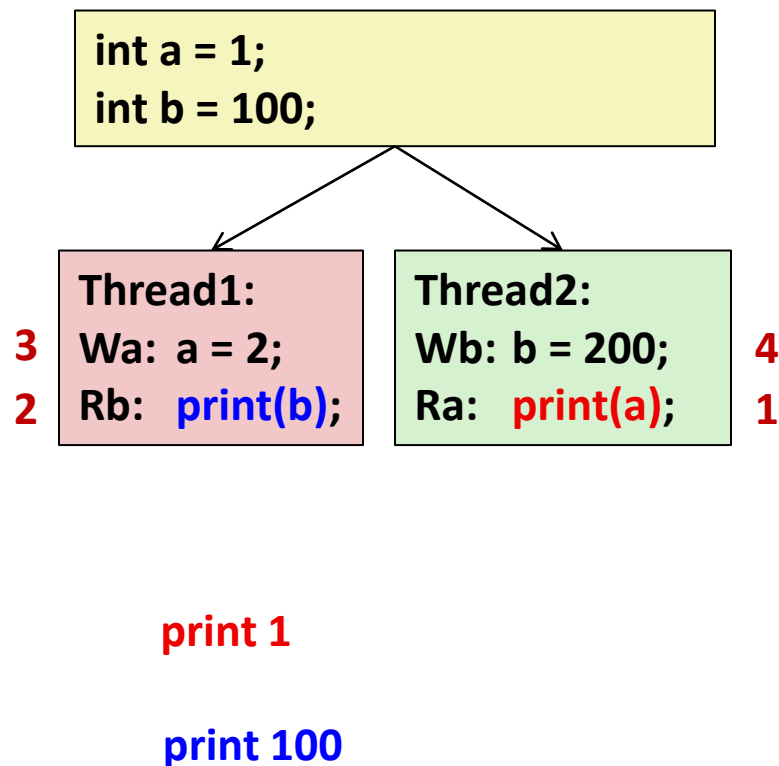 int a = 1;
int b = 100;
Thread1:
3 Wa: a = 2;
2 Rb: print(b);
Thread2:
Wb: b = 200; 4
Ra: print(a); 1
print 1
print 100